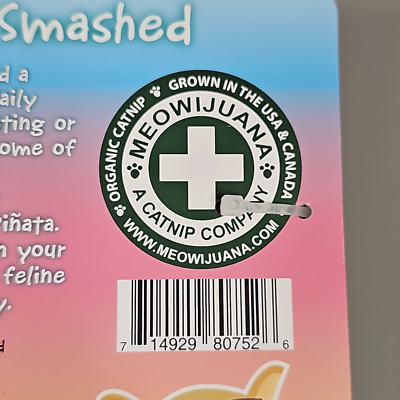 Smashed
d a
aily
ting or
ome of
iñata.
n your
feline
y.
d
ORGANIC CATNIP GROWN IN THE USA & CANADA
MEOWIJUANA
A CATNIP COMPANY
WWW.MEOWIJUANA.COM
7 14929 80752 6